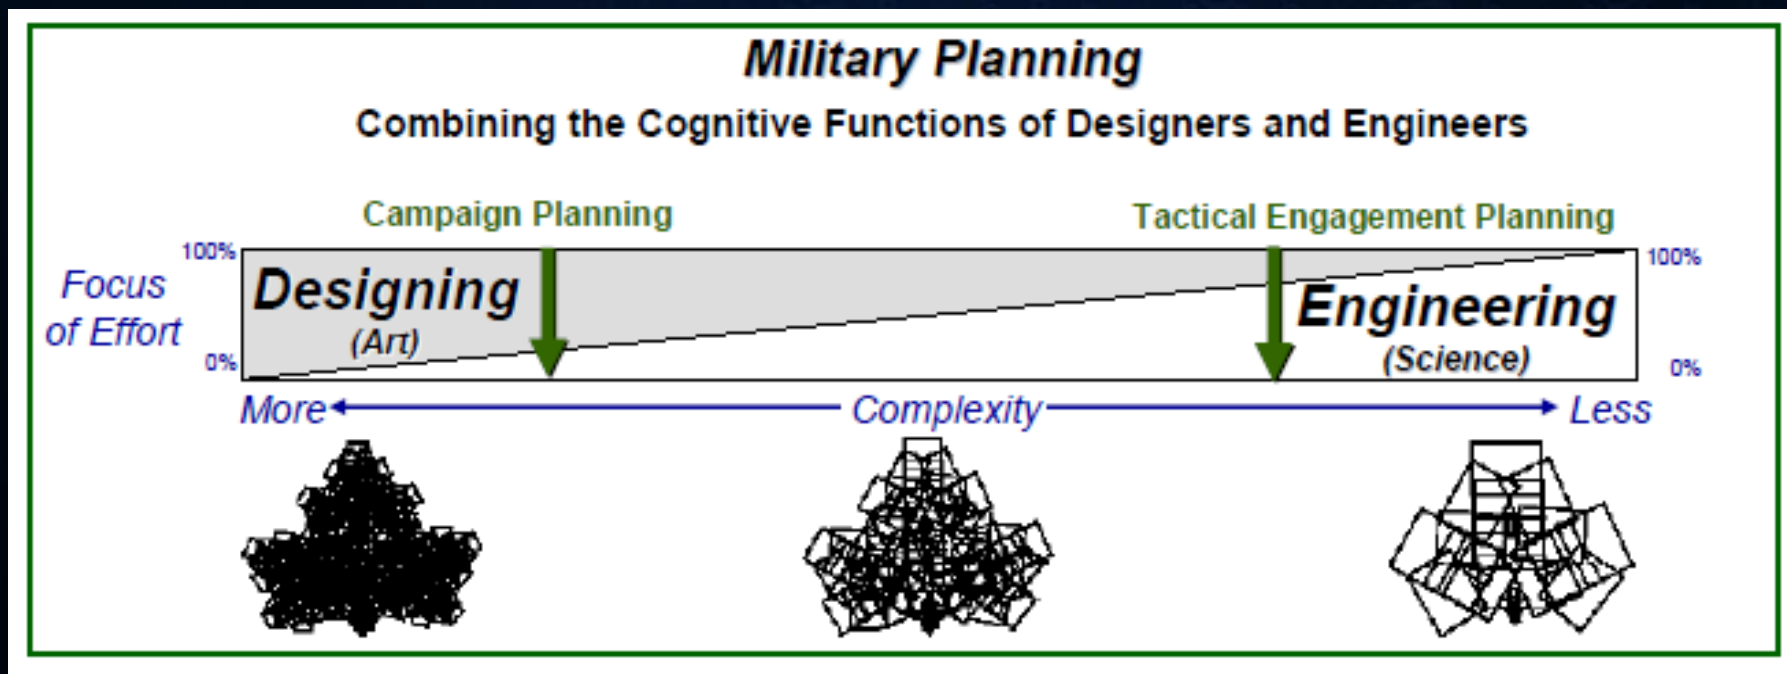 Military Planning
Combining the Cognitive Functions of Designers and Engineers
Campaign Planning
Tactical Engagement Planning
100%
100%
Focus
of Effort
Designing
(Art)
Engineering
(Science)
0%
0%
More
Complexity
Less